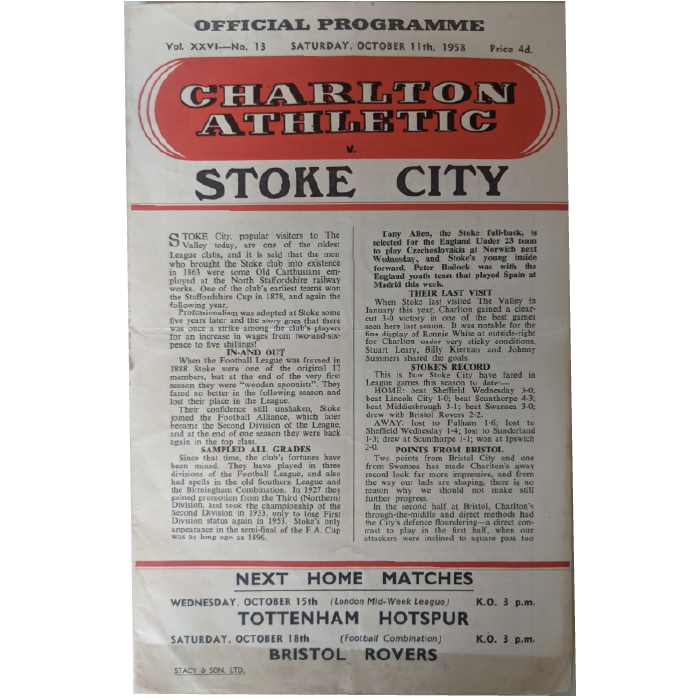 OFFICIAL PROGRAMME
Vol. XXVI—No. 13 SATURDAY, OCTOBER 11th, 1958 Price 4d.
CHARLTON
ATHLETIC
v.
STOKE CITY
STOKE City, popular visitors to The
Valley today, are one of the oldest
League clubs, and it is said that the men
who brought the Stoke club into existence
in 1863 were some Old Carthusians em-
ployed at the North Staffordshire railway
works. One of the club's earliest teams won
the Staffordshire Cup in 1878, and again the
following year.
Professionalism was adopted at Stoke some
five years later and the story goes that there
was once a strike among the club's players
for an increase in wages from two-and-six-
pence to five shillings!
IN-AND OUT
When the Football League was formed in
1888 Stoke were one of the original 12
members, but at the end of the very first
season they were "wooden spoonists". They
fared no better in the following season and
lost their place in the League.
Their confidence still unshaken, Stoke
joined the Football Alliance, which later
became the Second Division of the League,
and at the end of one season they were back
again in the top class.
SAMPLED ALL GRADES
Since that time, the club's fortunes have
been mixed. They have played in three
divisions of the Football League, and also
had spells in the old Southern League and
the Birmingham Combination. In 1927 they
gained promotion from the Third (Northern)
Division, and took the championship of the
Second Division in 1933, only to lose First
Division status again in 1953. Stoke's only
appearance in the semi-final of the F.A. Cup
was as long ago as 1896.
Tony Allen, the Stoke full-back, is
selected for the England Under 23 team
to play Czechoslovakia at Norwich next
Wednesday, and Stoke's young inside
forward, Peter Bullock was with the
England youth team that played Spain at
Madrid this week.
THEIR LAST VISIT
When Stoke last visited The Valley in
January this year, Charlton gained a clear-
cut 3-0 victory in one of the best games
seen here last season. It was notable for the
fine display of Ronnie White at outside-right
for Charlton under very sticky conditions.
Stuart Leary, Billy Kiernan and Johnny
Summers shared the goals.
STOKE'S RECORD
This is how Stoke City have fared in
League games this season to date:—
HOME: beat Sheffield Wednesday 3-0;
beat Lincoln City 1-0; beat Scunthorpe 4-3;
beat Middlesbrough 3-1; beat Swansea 3-0;
drew with Bristol Rovers 2-2.
AWAY: lost to Fulham 1-6; lost to
Sheffield Wednesday 1-4; lost to Sunderland
1-3; drew at Scunthorpe 1-1; won at Ipswich
2-0.
POINTS FROM BRISTOL
Two points from Bristol City and one
from Swansea has made Charlton's away
record look far more impressive, and from
the way our lads are shaping, there is no
reason why we should not make still
further progress.
In the second half at Bristol, Charlton's
through-the-middle and direct methods had
the City's defence floundering—a direct con-
trast to play in the first half, when our
attackers were inclined to square pass too
NEXT HOME MATCHES
WEDNESDAY, OCTOBER 15th (London Mid-Week League) K.O. 3 p.m.
TOTTENHAM HOTSPUR
SATURDAY, OCTOBER 18th (Football Combination) K.O. 3 p.m.
BRISTOL ROVERS
STACY & SON, LTD.